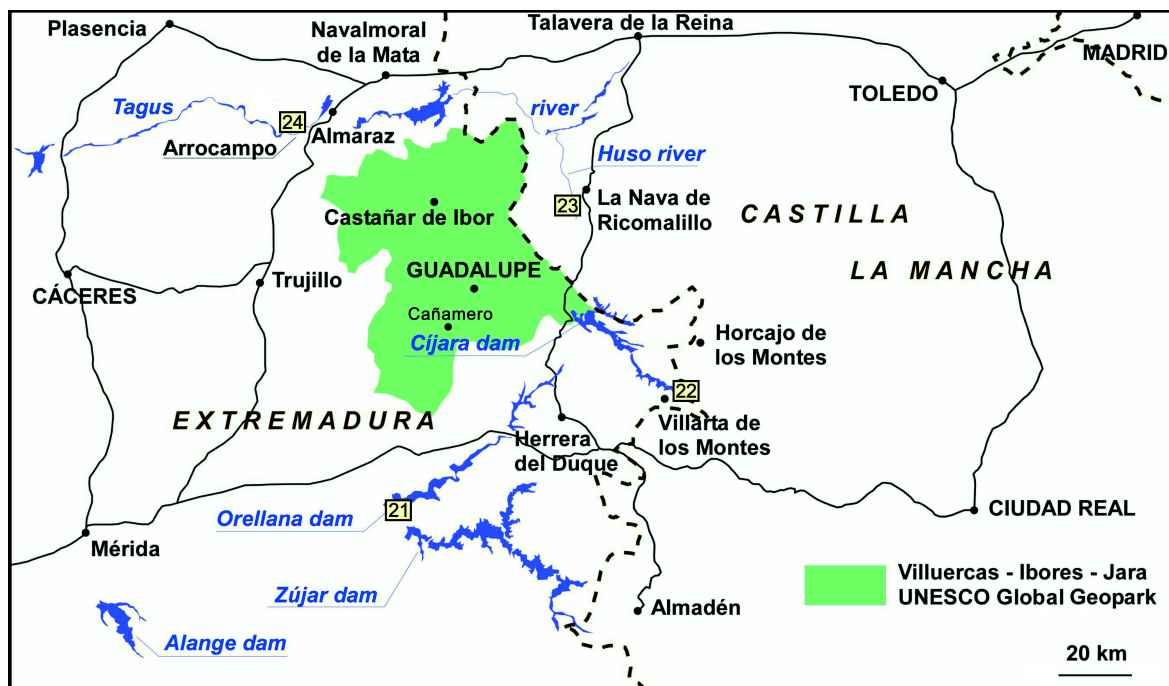 Plasencia
Navalmoral
de la Mata
Talavera de la Reina
MADRID
TOLEDO
Tagus
24
Almaraz
river
Arrocampo
Huso river
23
La Nava de
Ricomalillo
Castañar de Ibor
CASTILLA
LA MANCHA
GUADALUPE
Trujillo
CÁCERES
Cañamero
Cíjara dam
Horcajo de
los Montes
22
EXTREMADURA
Villarta de
los Montes
Herrera
del Duque
21
Orellana dam
CIUDAD REAL
Mérida
Zújar dam
Almadén
Villuercas - Ibores - Jara
UNESCO Global Geopark
Alange dam
20 km